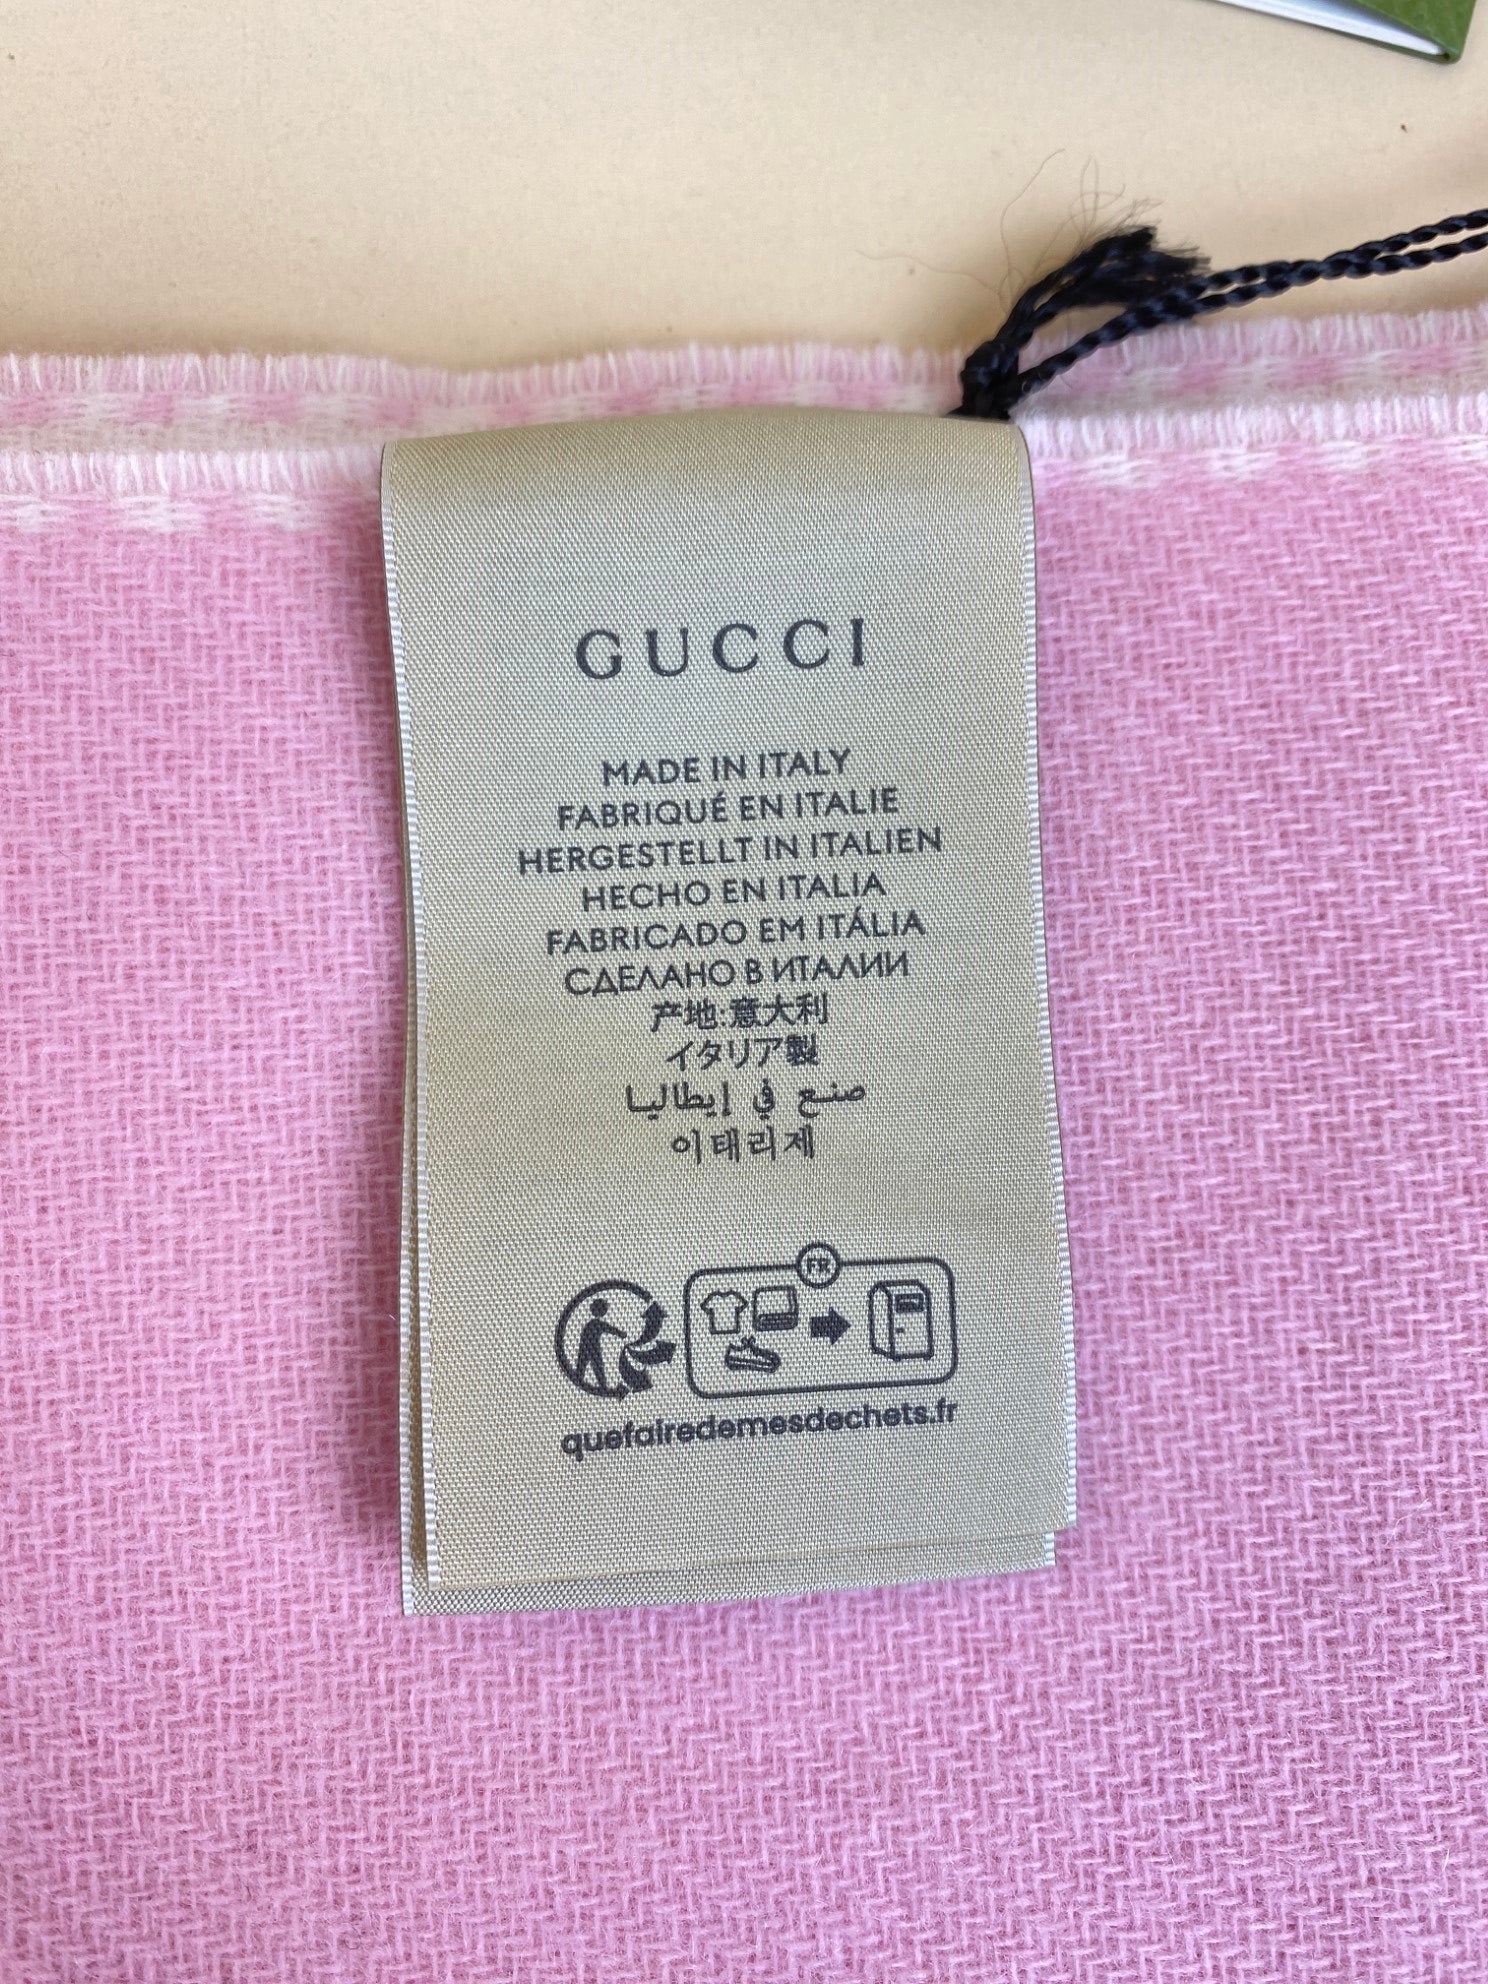 GUCCI
MADE IN ITALY
FABRIQUÉ EN ITALIE
HERGESTELLT IN ITALIEN
HECHO EN ITALIA
FABRICADO EM ITÁLIA
СДЕЛАНО В ИТАЛИИ
产地:意大利
イタリア製
صنع في إيطاليا
이태리제
FR
quefairedemesdechets.fr